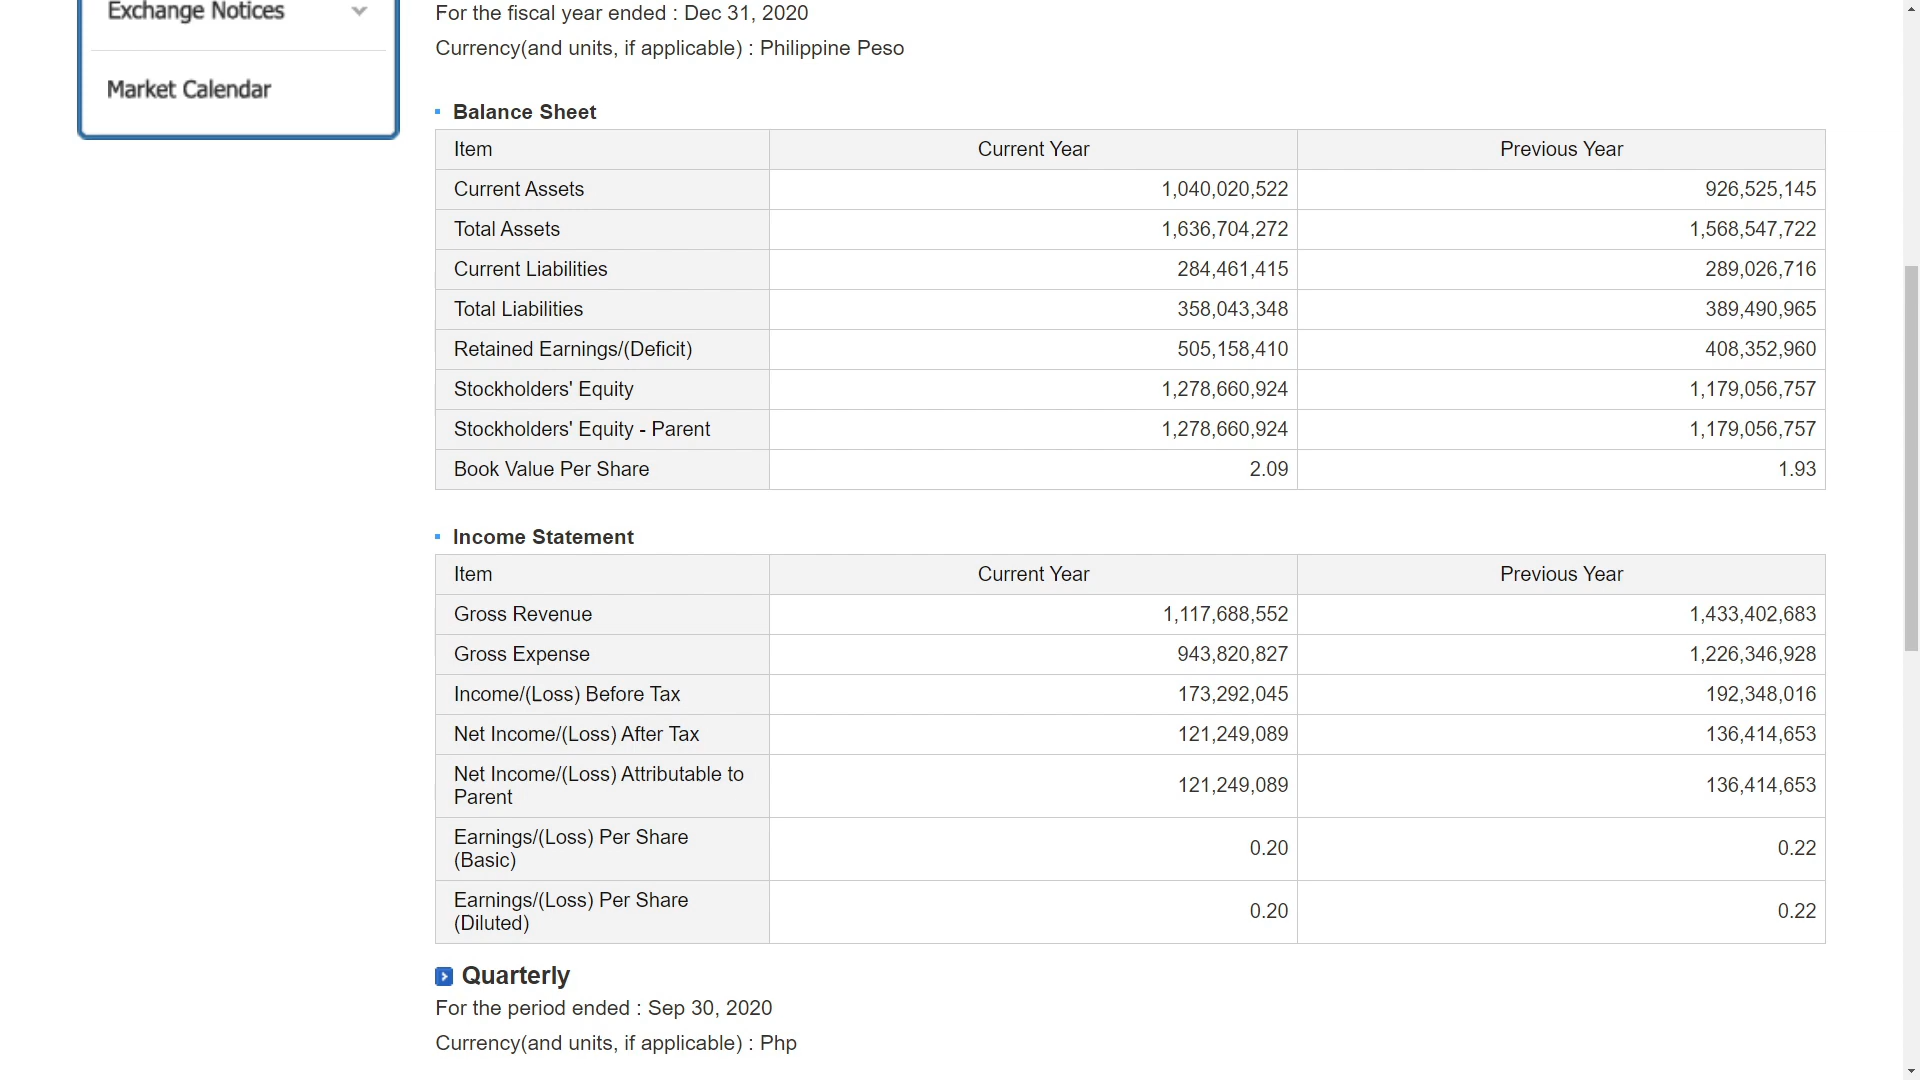 Exchange Notices
Market Calendar
For the fiscal year ended : Dec 31, 2020
Currency(and units, if applicable) : Philippine Peso
Balance Sheet
Item Current Year Previous Year
Current Assets 1,040,020,522 926,525,145
Total Assets 1,636,704,272 1,568,547,722
Current Liabilities 284,461,415 289,026,716
Total Liabilities 358,043,348 389,490,965
Retained Earnings/(Deficit) 505,158,410 408,352,960
Stockholders' Equity 1,278,660,924 1,179,056,757
Stockholders' Equity - Parent 1,278,660,924 1,179,056,757
Book Value Per Share 2.09 1.93
Income Statement
Item Current Year Previous Year
Gross Revenue 1,117,688,552 1,433,402,683
Gross Expense 943,820,827 1,226,346,928
Income/(Loss) Before Tax 173,292,045 192,348,016
Net Income/(Loss) After Tax 121,249,089 136,414,653
Net Income/(Loss) Attributable to
Parent 121,249,089 136,414,653
Earnings/(Loss) Per Share
(Basic) 0.20 0.22
Earnings/(Loss) Per Share
(Diluted) 0.20 0.22
Quarterly
For the period ended : Sep 30, 2020
Currency(and units, if applicable) : Php